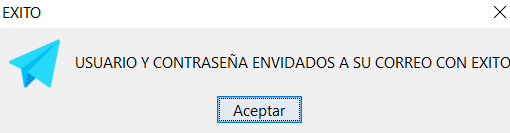 EXITO
USUARIO Y CONTRASEÑA ENVIDADOS A SU CORREO CON EXITO
Aceptar